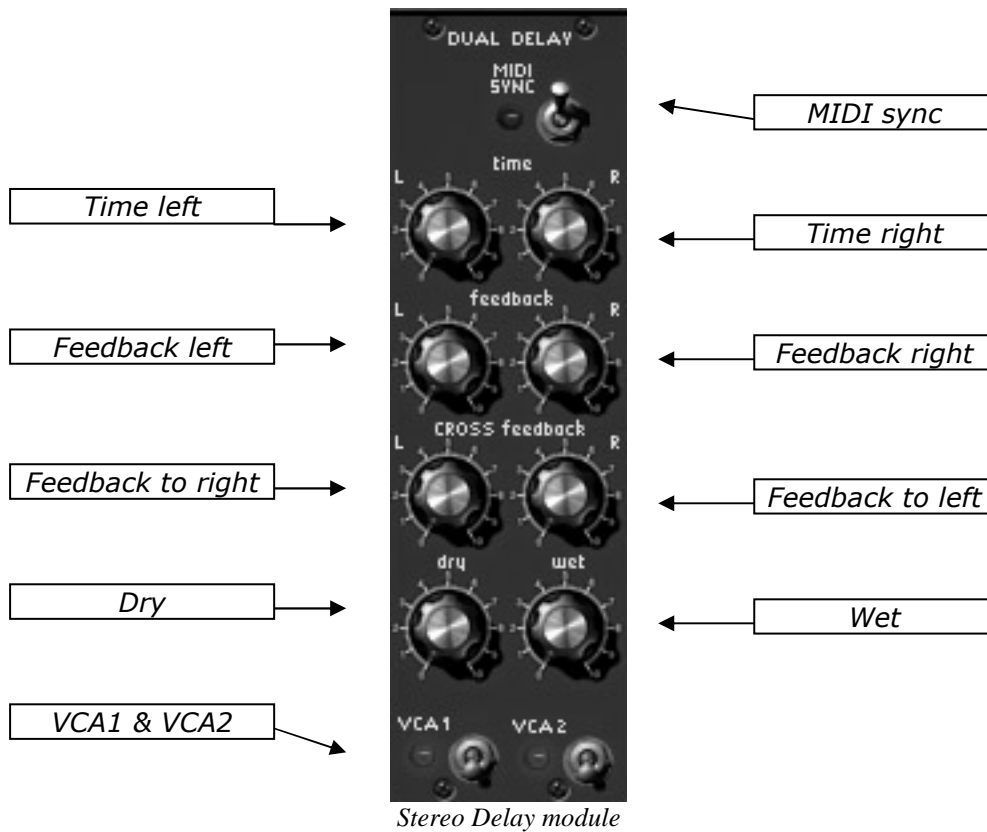 DUAL DELAY
MIDI
SYNC
MIDI sync
time
L R
Time left
Time right
feedback
L R
Feedback left
Feedback right
CROSS feedback
L R
Feedback to right
Feedback to left
dry wet
Dry
Wet
VCA1 & VCA2
VCA1 VCA2
Stereo Delay module